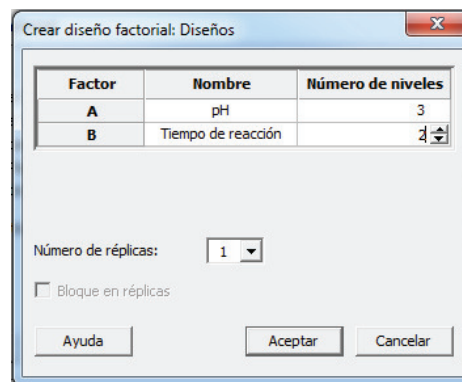 Crear diseño factorial: Diseños
Factor Nombre Número de niveles
A pH 3
B Tiempo de reacción 2
Número de réplicas: 1
Bloque en réplicas
Ayuda Aceptar Cancelar